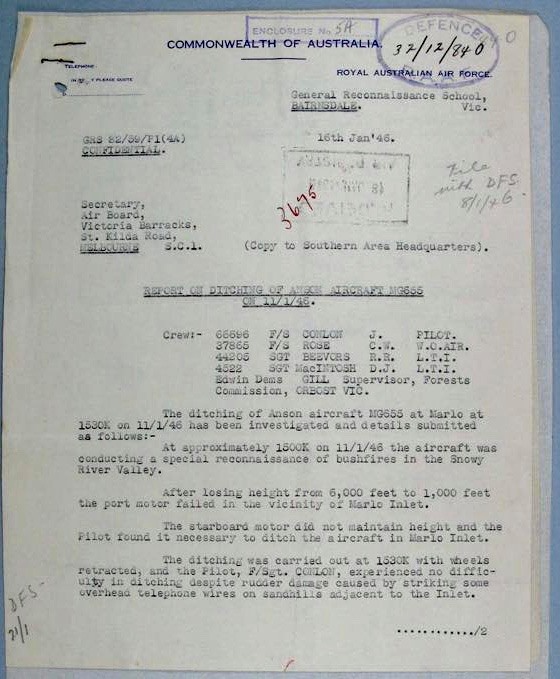 ENCLOSURE No 5A
DEFENCE
32/12/840
COMMONWEALTH OF AUSTRALIA.
TELEPHONE
PLEASE QUOTE
ROYAL AUSTRALIAN AIR FORCE.
General Reconnaissance School,
BAIRNSDALE. Vic.
GRS 82/39/P1(4A)
CONFIDENTIAL.
16th Jan'46.
File
with DFS.
8/1/46
3675
Secretary,
Air Board,
Victoria Barracks,
St. Kilda Road,
MELBOURNE S.C.1. (Copy to Southern Area Headquarters).
REPORT ON DITCHING OF ANSON AIRCRAFT MG655
ON 11/1/46.
Crew:- 66696 F/S CONLON J. PILOT.
37865 F/S ROSE C.W. W.O.AIR.
44206 SGT BEEVORS R.R. L.T.I.
4522 SGT MacINTOSH D.J. L.T.I.
Edwin Dems GILL Supervisor, Forests
Commission, ORBOST VIC.
The ditching of Anson aircraft MG655 at Marlo at
1530K on 11/1/46 has been investigated and details submitted
as follows:-
At approximately 1500K on 11/1/46 the aircraft was
conducting a special reconnaissance of bushfires in the Snowy
River Valley.
After losing height from 6,000 feet to 1,000 feet
the port motor failed in the vicinity of Marlo Inlet.
The starboard motor did not maintain height and the
Pilot found it necessary to ditch the aircraft in Marlo Inlet.
The ditching was carried out at 1530K with wheels
retracted, and the Pilot, F/Sgt. CONLON, experienced no diffic-
ulty in ditching despite rudder damage caused by striking some
overhead telephone wires on sandhills adjacent to the Inlet.
DFS-
21/1
............/2